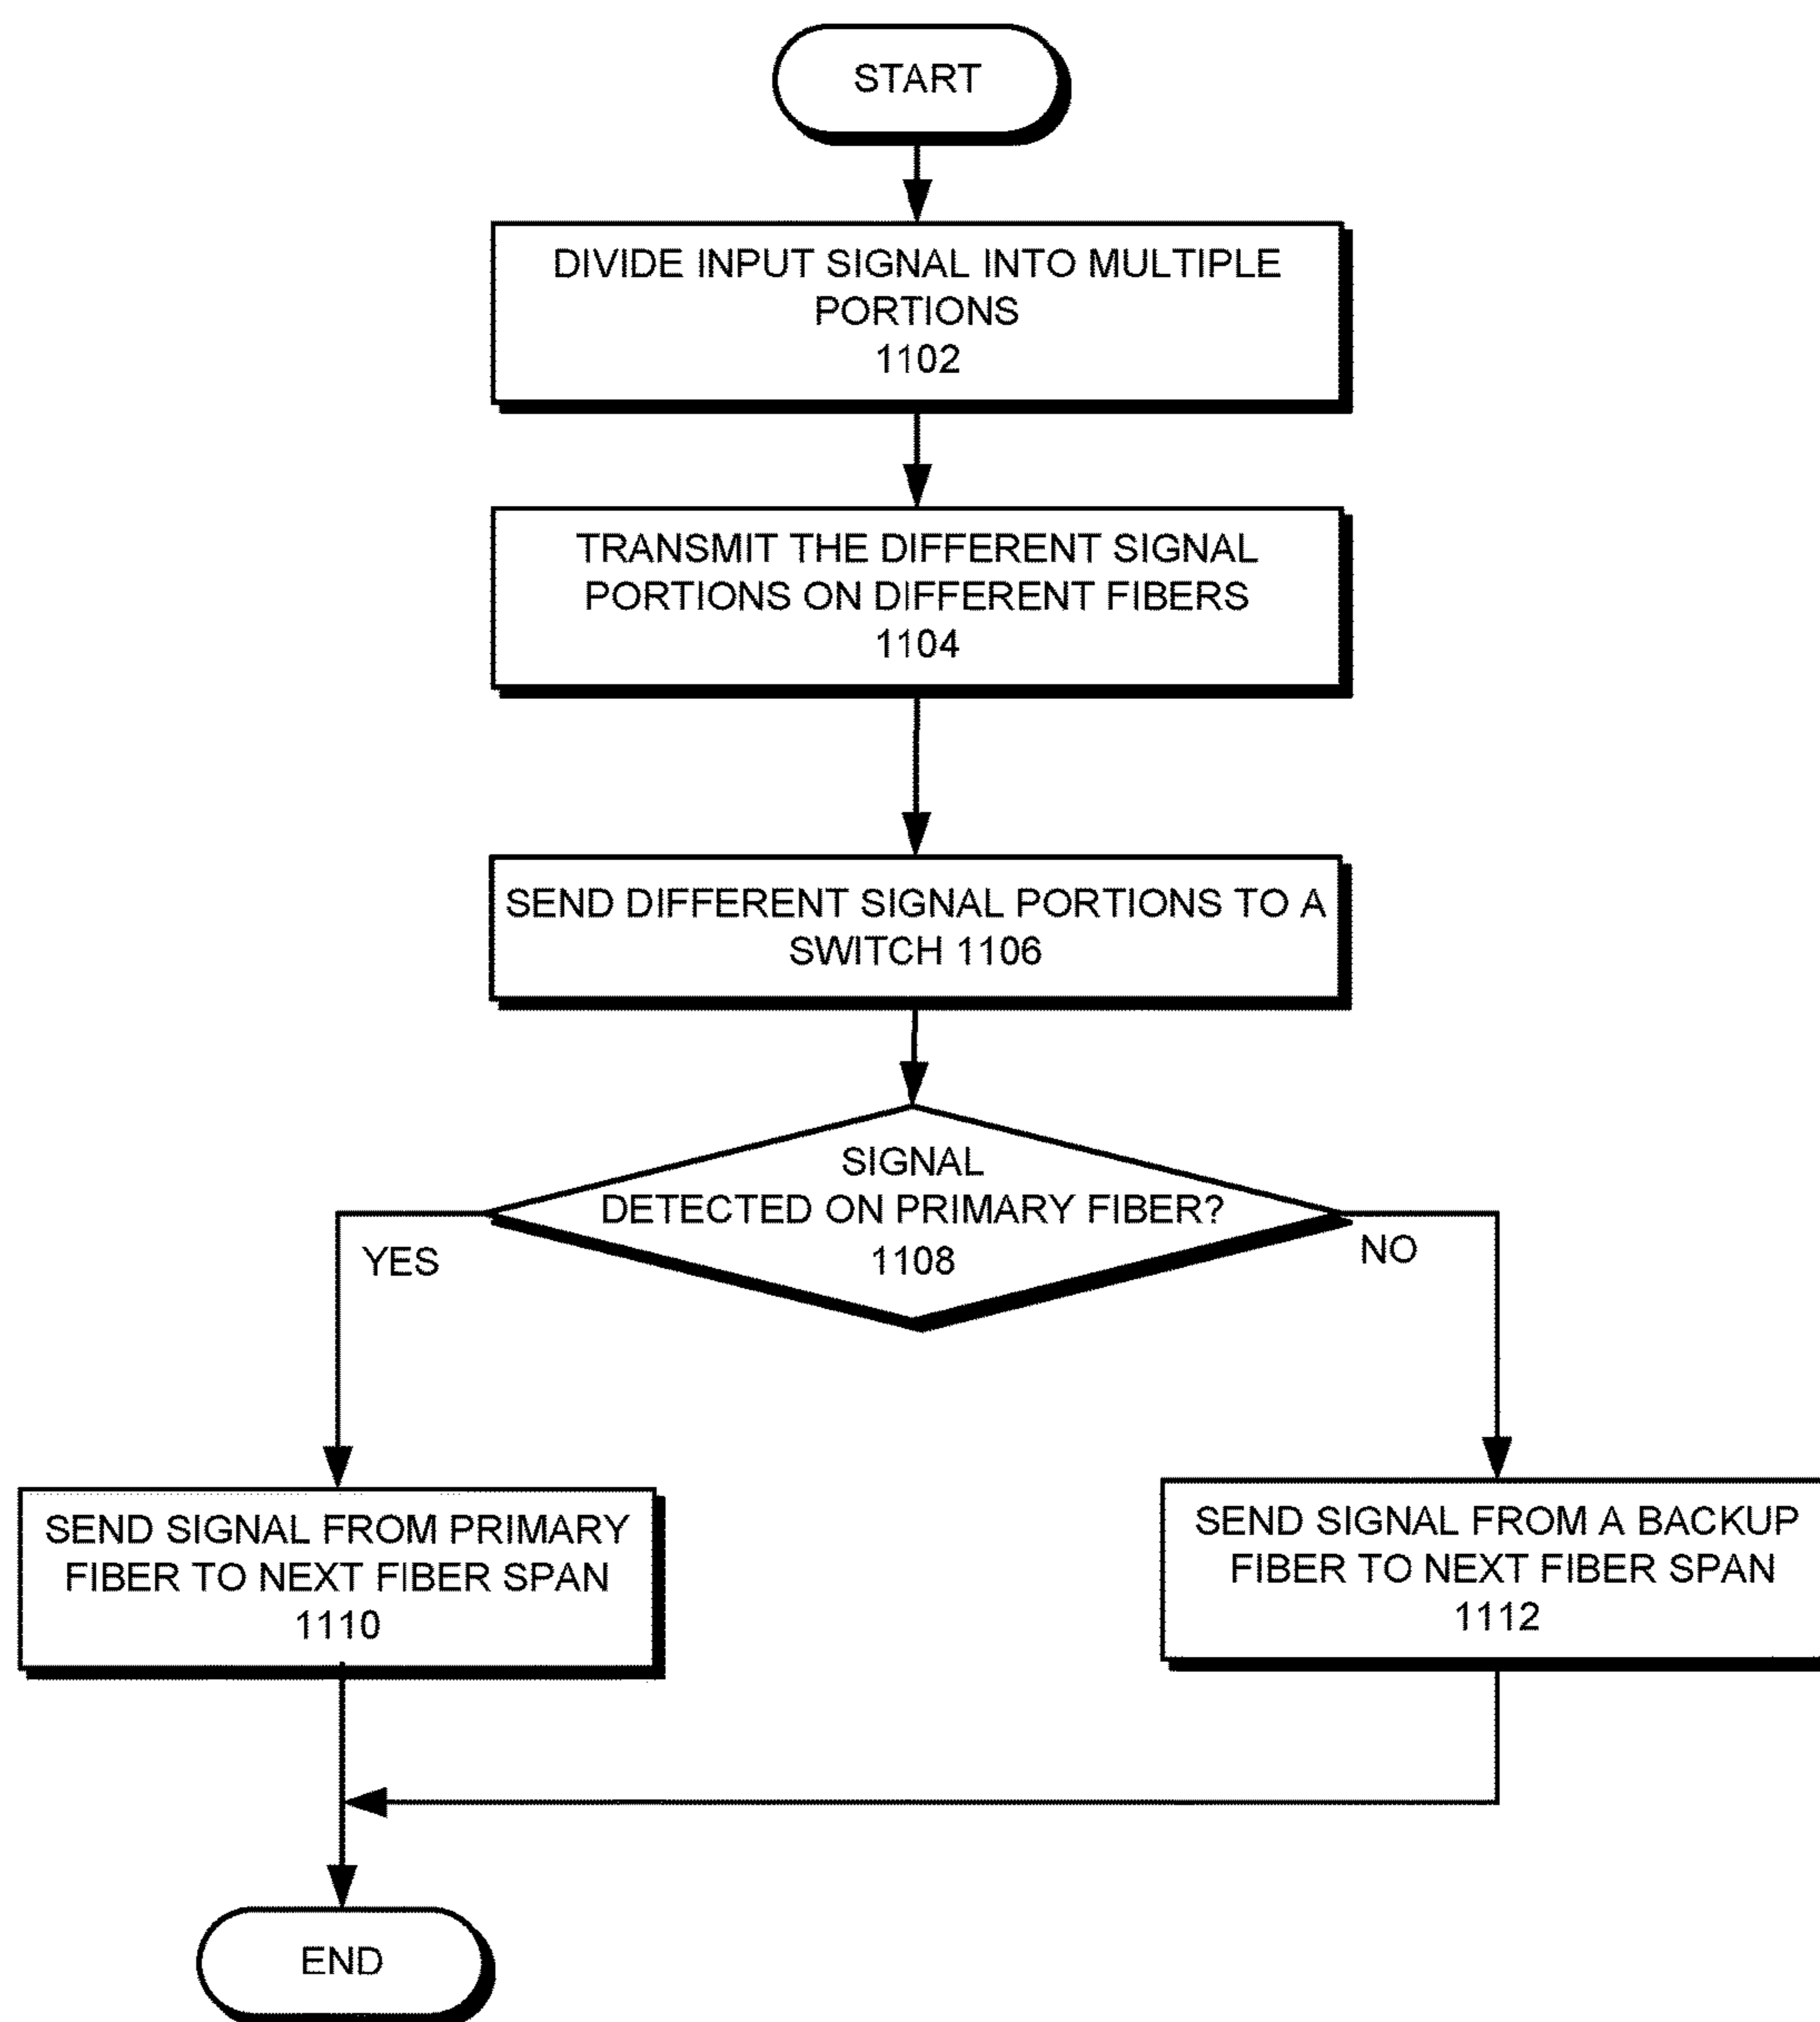 START
DIVIDE INPUT SIGNAL INTO MULTIPLE
PORTIONS
1102
TRANSMIT THE DIFFERENT SIGNAL
PORTIONS ON DIFFERENT FIBERS
1104
SEND DIFFERENT SIGNAL PORTIONS TO A
SWITCH 1106
SIGNAL
DETECTED ON PRIMARY FIBER?
1108
YES
NO
SEND SIGNAL FROM PRIMARY
FIBER TO NEXT FIBER SPAN
1110
SEND SIGNAL FROM A BACKUP
FIBER TO NEXT FIBER SPAN
1112
END